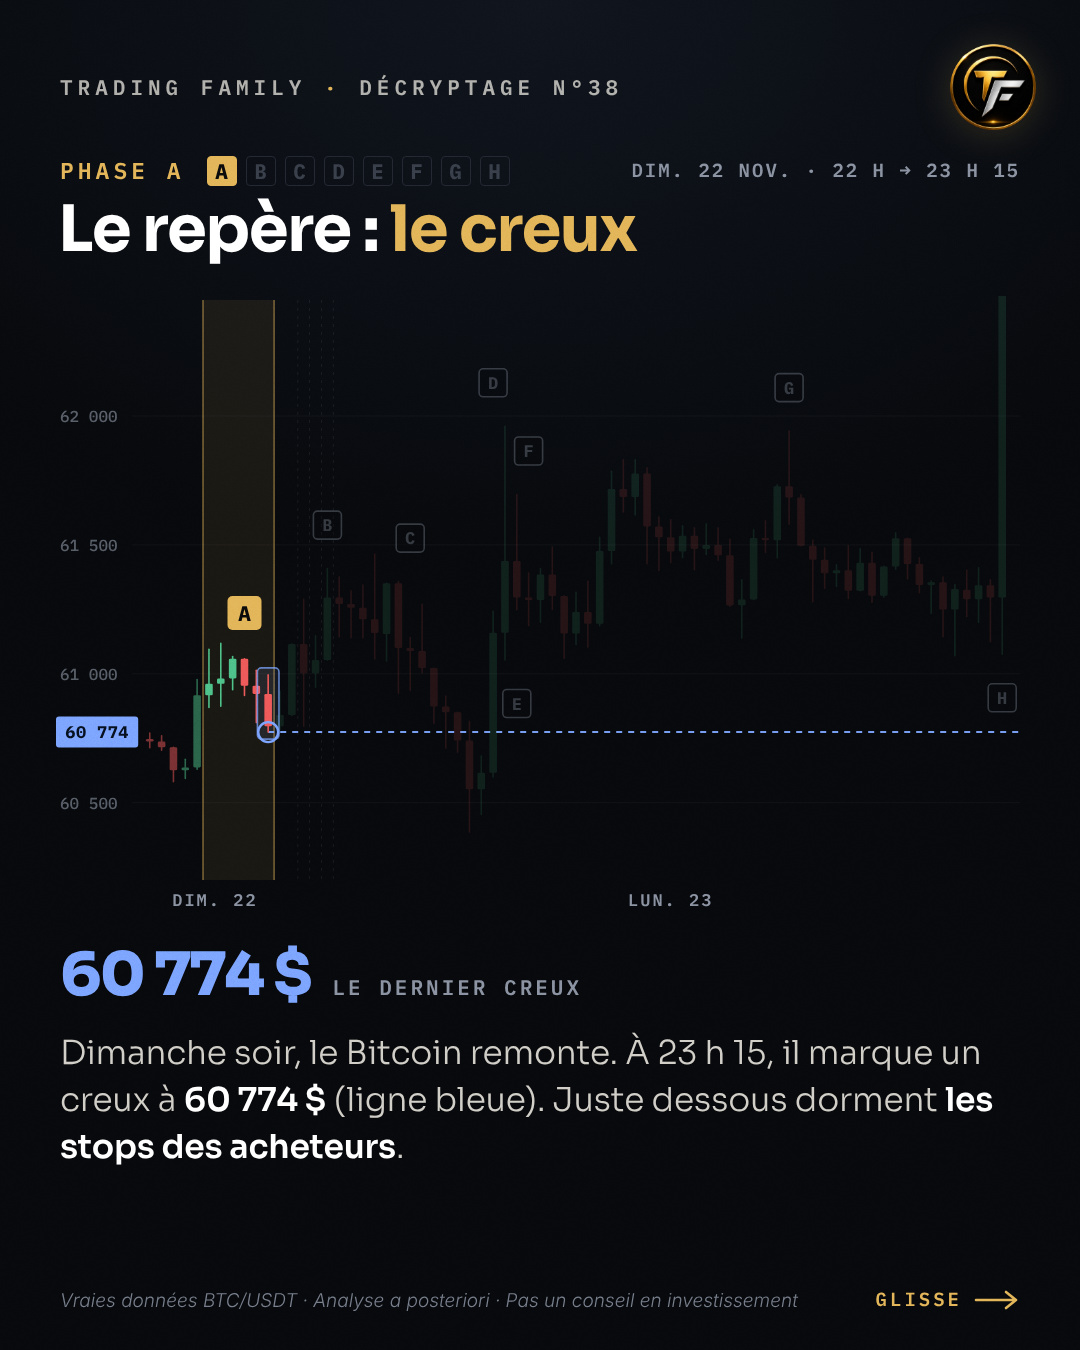 TRADING FAMILY · DÉCRYPTAGE N°38
TF
PHASE A A B C D E F G H
DIM. 22 NOV. · 22 H → 23 H 15
Le repère : le creux
D
G
62 000
F
B
C
61 500
A
61 000
E
H
60 774
60 500
DIM. 22
LUN. 23
60 774 $ LE DERNIER CREUX
Dimanche soir, le Bitcoin remonte. À 23 h 15, il marque un
creux à 60 774 $ (ligne bleue). Juste dessous dorment les
stops des acheteurs.
Vraies données BTC/USDT · Analyse a posteriori · Pas un conseil en investissement
GLISSE →